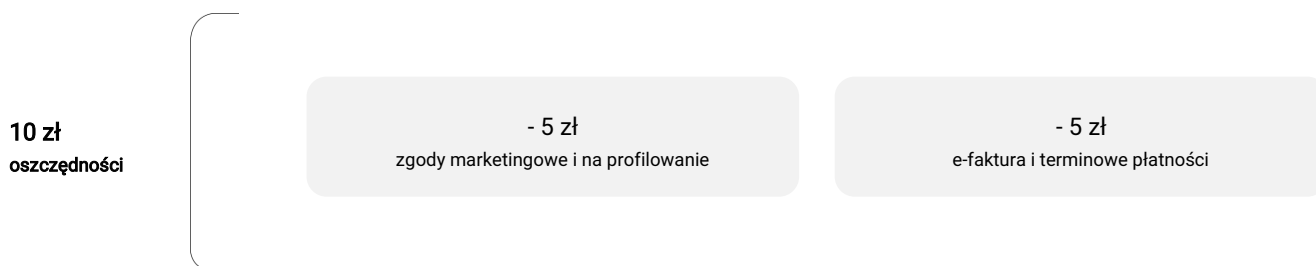 10 zł
oszczędności
- 5 zł
zgody marketingowe i na profilowanie
- 5 zł
e-faktura i terminowe płatności